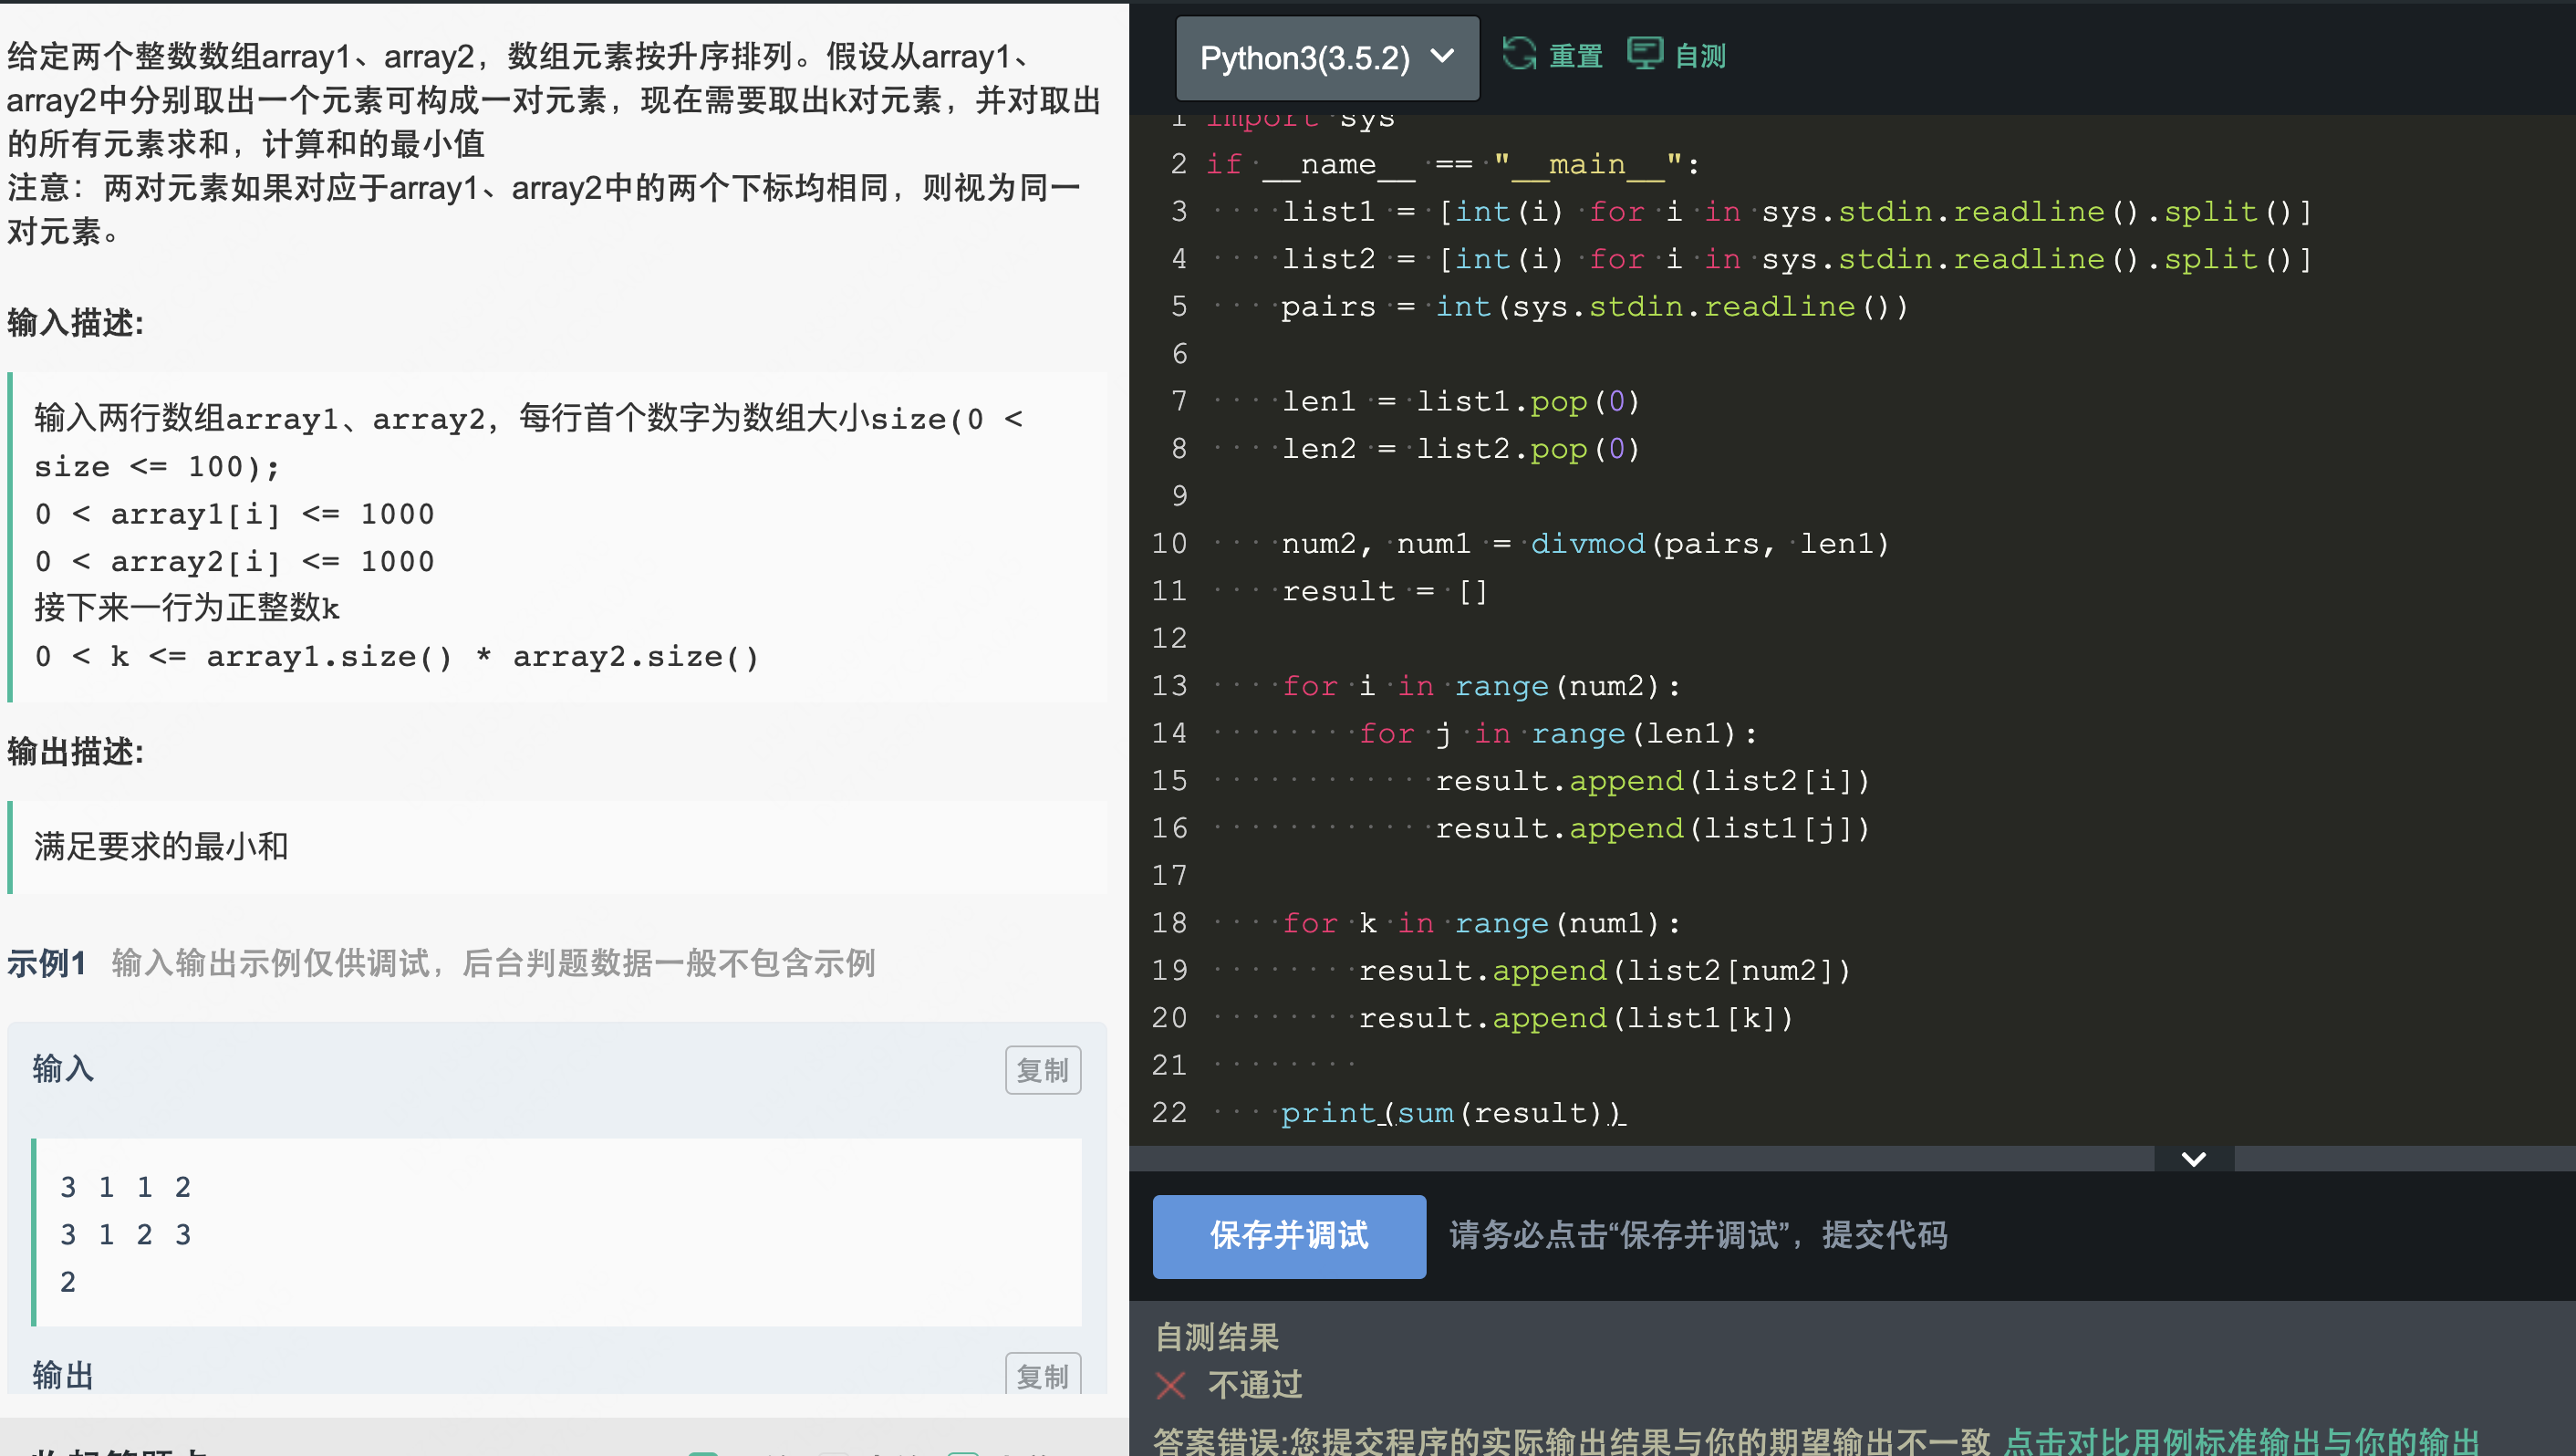 给定两个整数数组array1、array2，数组元素按升序排列。假设从array1、
array2中分别取出一个元素可构成一对元素，现在需要取出k对元素，并对取出
的所有元素求和，计算和的最小值
注意：两对元素如果对应于array1、array2中的两个下标均相同，则视为同一
对元素。
输入描述:
输入两行数组array1、array2，每行首个数字为数组大小size(0 <
size <= 100);
0 < array1[i] <= 1000
0 < array2[i] <= 1000
接下来一行为正整数k
0 < k <= array1.size() * array2.size()
输出描述:
满足要求的最小和
示例1 输入输出示例仅供调试，后台判题数据一般不包含示例
输入 复制
3 1 1 2
3 1 2 3
2
输出 复制
Python3(3.5.2) 重置 自测
1 import sys
2 if __name__ == "__main__":
3     list1 = [int(i) for i in sys.stdin.readline().split()]
4     list2 = [int(i) for i in sys.stdin.readline().split()]
5     pairs = int(sys.stdin.readline())
6
7     len1 = list1.pop(0)
8     len2 = list2.pop(0)
9
10     num2, num1 = divmod(pairs, len1)
11     result = []
12
13     for i in range(num2):
14         for j in range(len1):
15             result.append(list2[i])
16             result.append(list1[j])
17
18     for k in range(num1):
19         result.append(list2[num2])
20         result.append(list1[k])
21
22     print(sum(result))
保存并调试 请务必点击“保存并调试”，提交代码
自测结果
不通过
答案错误:您提交程序的实际输出结果与你的期望输出不一致 点击对比用例标准输出与你的输出